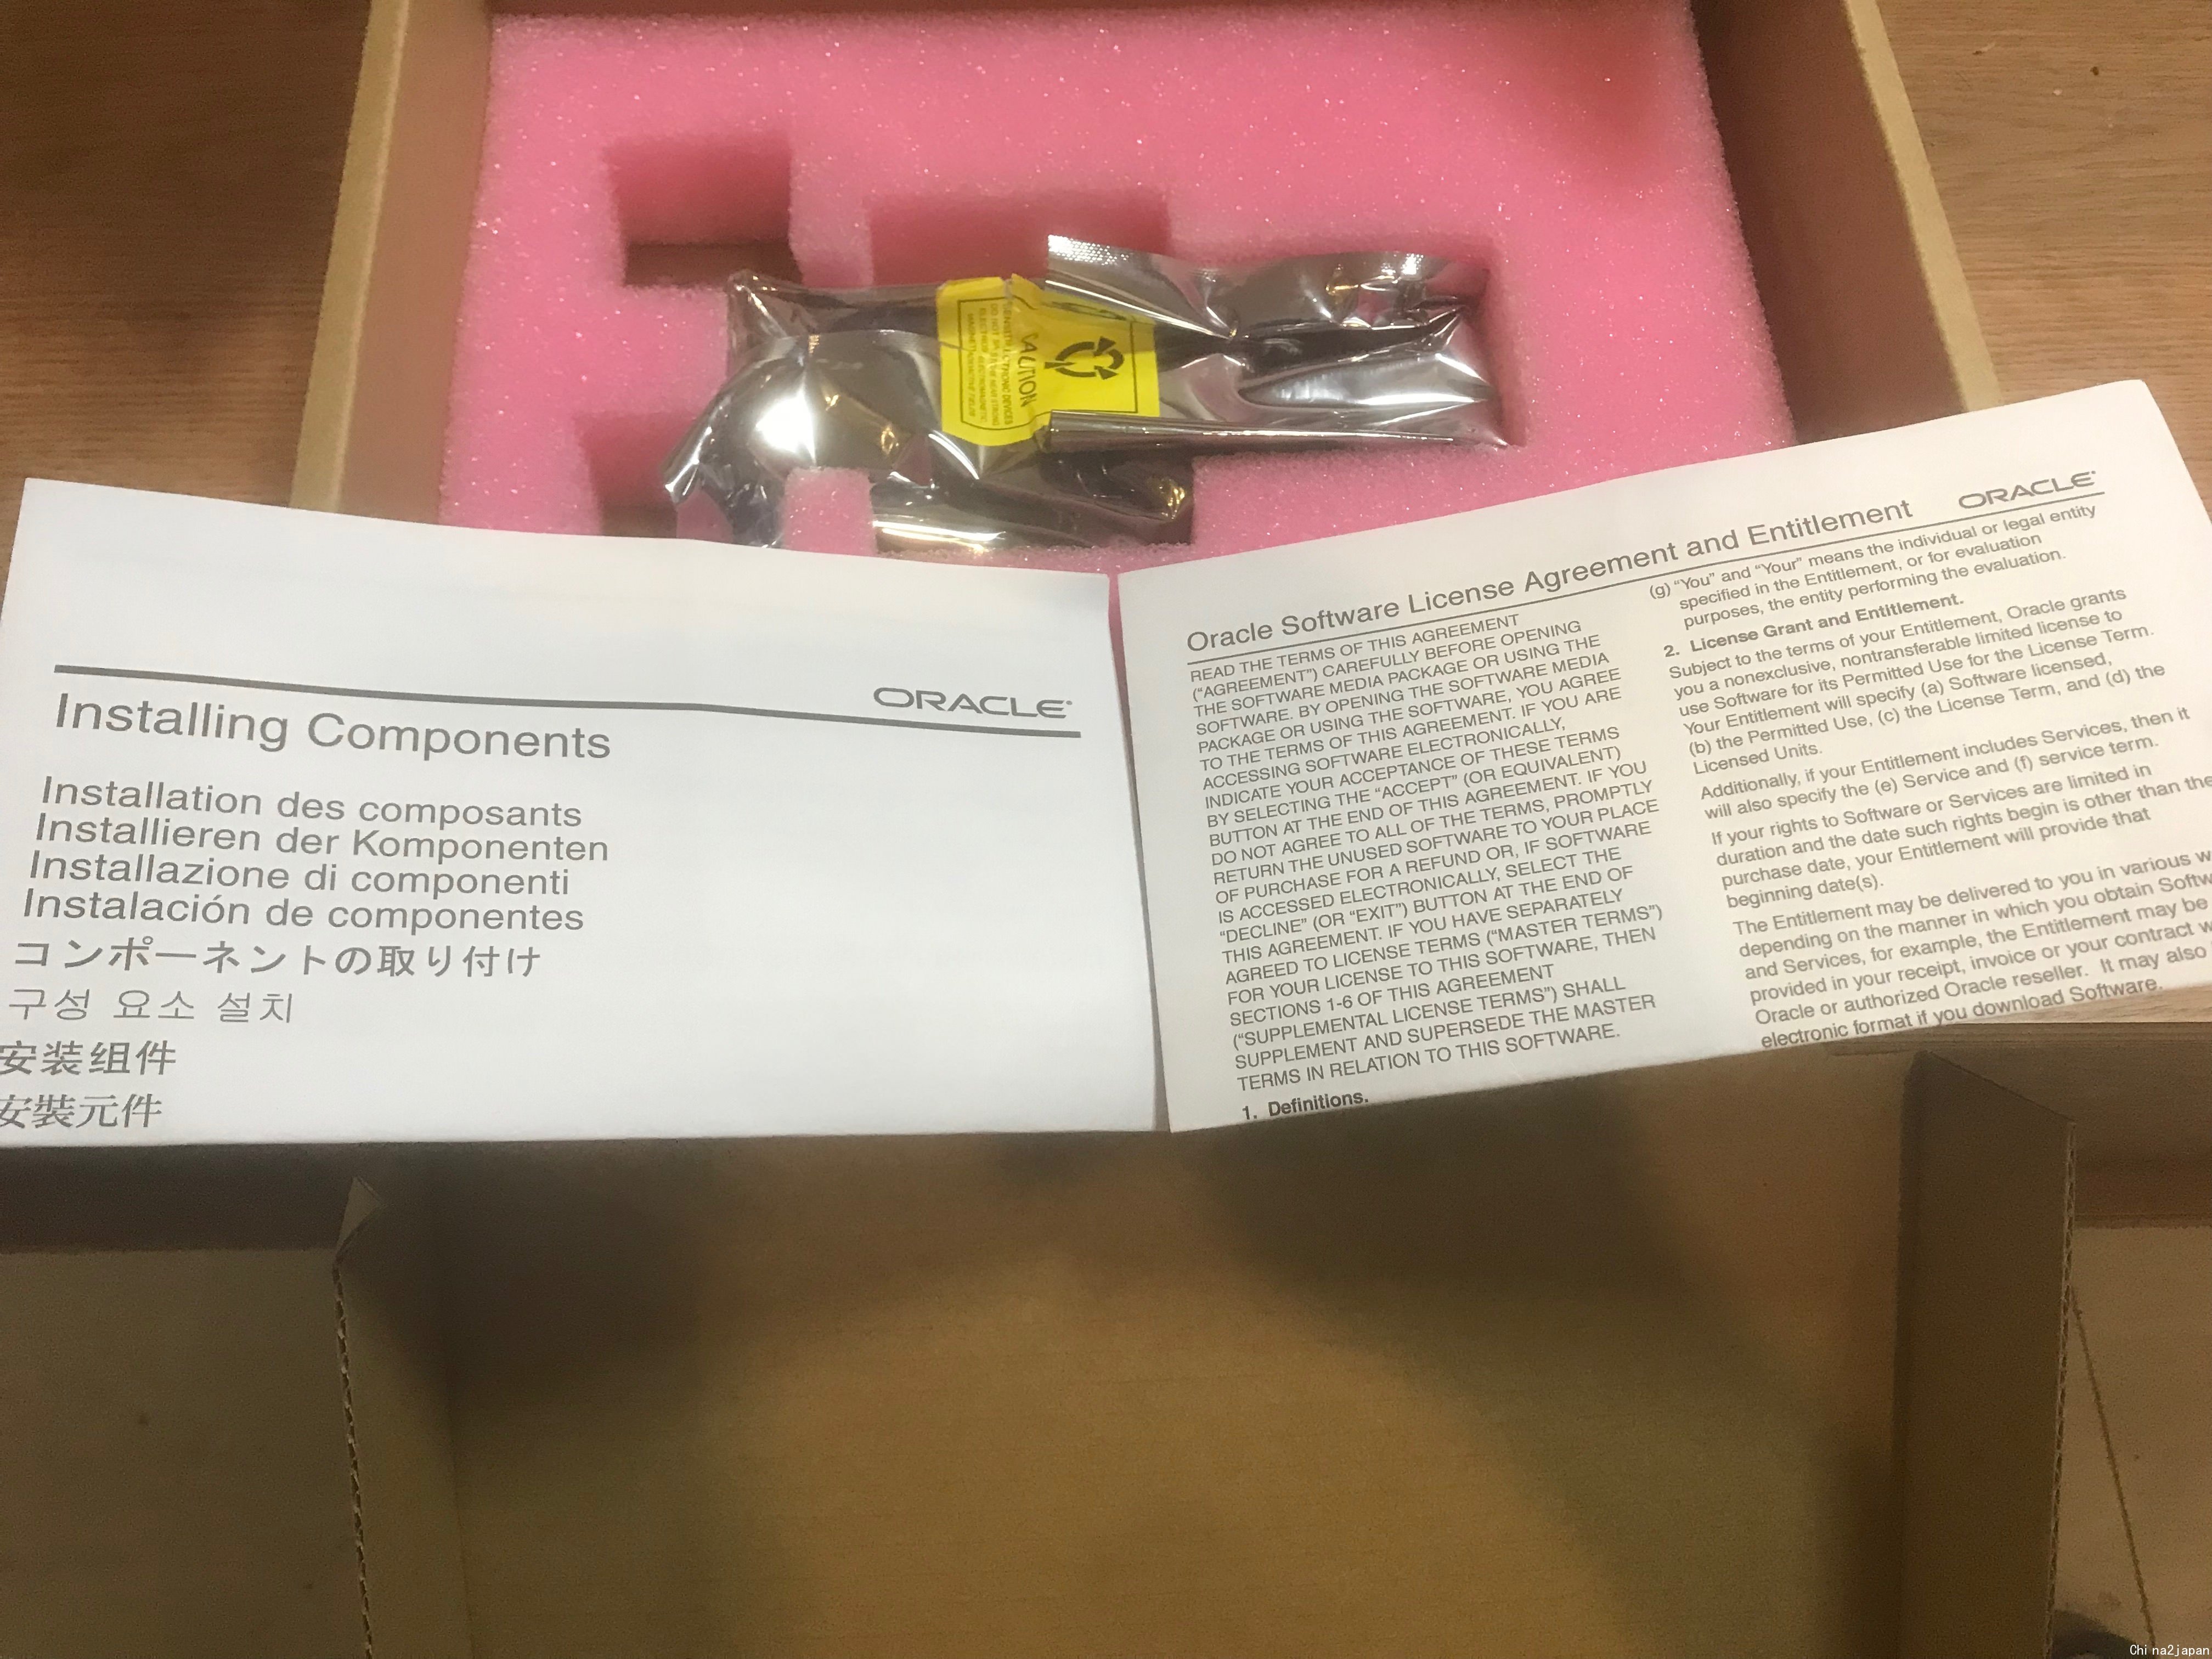 CAUTION
ORACLE
Installing Components
Installation des composants
Installieren der Komponenten
Installazione di componenti
Instalación de componentes
コンポーネントの取り付け
구성 요소 설치
安装组件
安裝元件
Oracle Software License Agreement and Entitlement
ORACLE
READ THE TERMS OF THIS AGREEMENT
(“AGREEMENT”) CAREFULLY BEFORE OPENING
THE SOFTWARE MEDIA PACKAGE OR USING THE
SOFTWARE. BY OPENING THE SOFTWARE MEDIA
PACKAGE OR USING THE SOFTWARE, YOU AGREE
TO THE TERMS OF THIS AGREEMENT. IF YOU ARE
ACCESSING SOFTWARE ELECTRONICALLY,
INDICATE YOUR ACCEPTANCE OF THESE TERMS
BY SELECTING THE “ACCEPT” (OR EQUIVALENT)
BUTTON AT THE END OF THIS AGREEMENT. IF YOU
DO NOT AGREE TO ALL OF THE TERMS, PROMPTLY
RETURN THE UNUSED SOFTWARE TO YOUR PLACE
OF PURCHASE FOR A REFUND OR, IF SOFTWARE
IS ACCESSED ELECTRONICALLY, SELECT THE
“DECLINE” (OR “EXIT”) BUTTON AT THE END OF
THIS AGREEMENT. IF YOU HAVE SEPARATELY
AGREED TO LICENSE TERMS (“MASTER TERMS”)
FOR YOUR LICENSE TO THIS SOFTWARE, THEN
SECTIONS 1-6 OF THIS AGREEMENT
(“SUPPLEMENTAL LICENSE TERMS”) SHALL
SUPPLEMENT AND SUPERSEDE THE MASTER
TERMS IN RELATION TO THIS SOFTWARE.
1. Definitions.
(g) “You” and “Your” means the individual or legal entity
specified in the Entitlement, or for evaluation
purposes, the entity performing the evaluation.
2. License Grant and Entitlement.
Subject to the terms of your Entitlement, Oracle grants
you a nonexclusive, nontransferable limited license to
use Software for its Permitted Use for the License Term.
Your Entitlement will specify (a) Software licensed,
(b) the Permitted Use, (c) the License Term, and (d) the
Licensed Units.
Additionally, if your Entitlement includes Services, then it
will also specify the (e) Service and (f) service term.
If your rights to Software or Services are limited in
duration and the date such rights begin is other than the
purchase date, your Entitlement will provide that
beginning date(s).
The Entitlement may be delivered to you in various w
depending on the manner in which you obtain Softw
and Services, for example, the Entitlement may be
provided in your receipt, invoice or your contract w
Oracle or authorized Oracle reseller. It may also
electronic format if you download Software.
China2japan